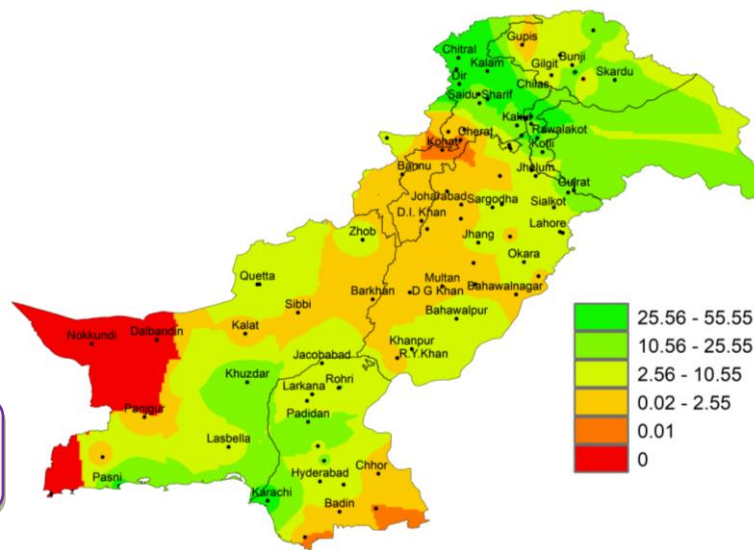 Gupis
Chitral
Gilgit
Bunji
Kalam
Dir
Chilas
Skardu
Saidu Sharif
Kakul
Cherat
Rawalakot
Kohat
Kotli
Bannu
Jhelum
Gujrat
Joharabad
Sargodha
Sialkot
D.I. Khan
Lahore
Zhob
Jhang
Okara
Quetta
Multan
Barkhan
D G Khan
Bahawalnagar
Sibbi
Bahawalpur
Nokkundi
Dalbandin
Kalat
Khanpur
R.Y.Khan
Jacobabad
Khuzdar
Larkana
Rohri
Panjgur
Padidan
Lasbella
Pasni
Hyderabad
Chhor
Karachi
Badin
25.56 - 55.55
10.56 - 25.55
2.56 - 10.55
0.02 - 2.55
0.01
0